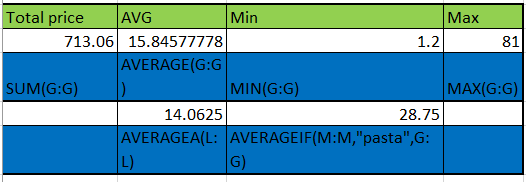 Total price AVG Min Max
713.06 15.84577778 1.2 81
SUM(G:G) AVERAGE(G:G) MIN(G:G) MAX(G:G)
14.0625 28.75
AVERAGEA(L:L) AVERAGEIF(M:M,"pasta",G:G)